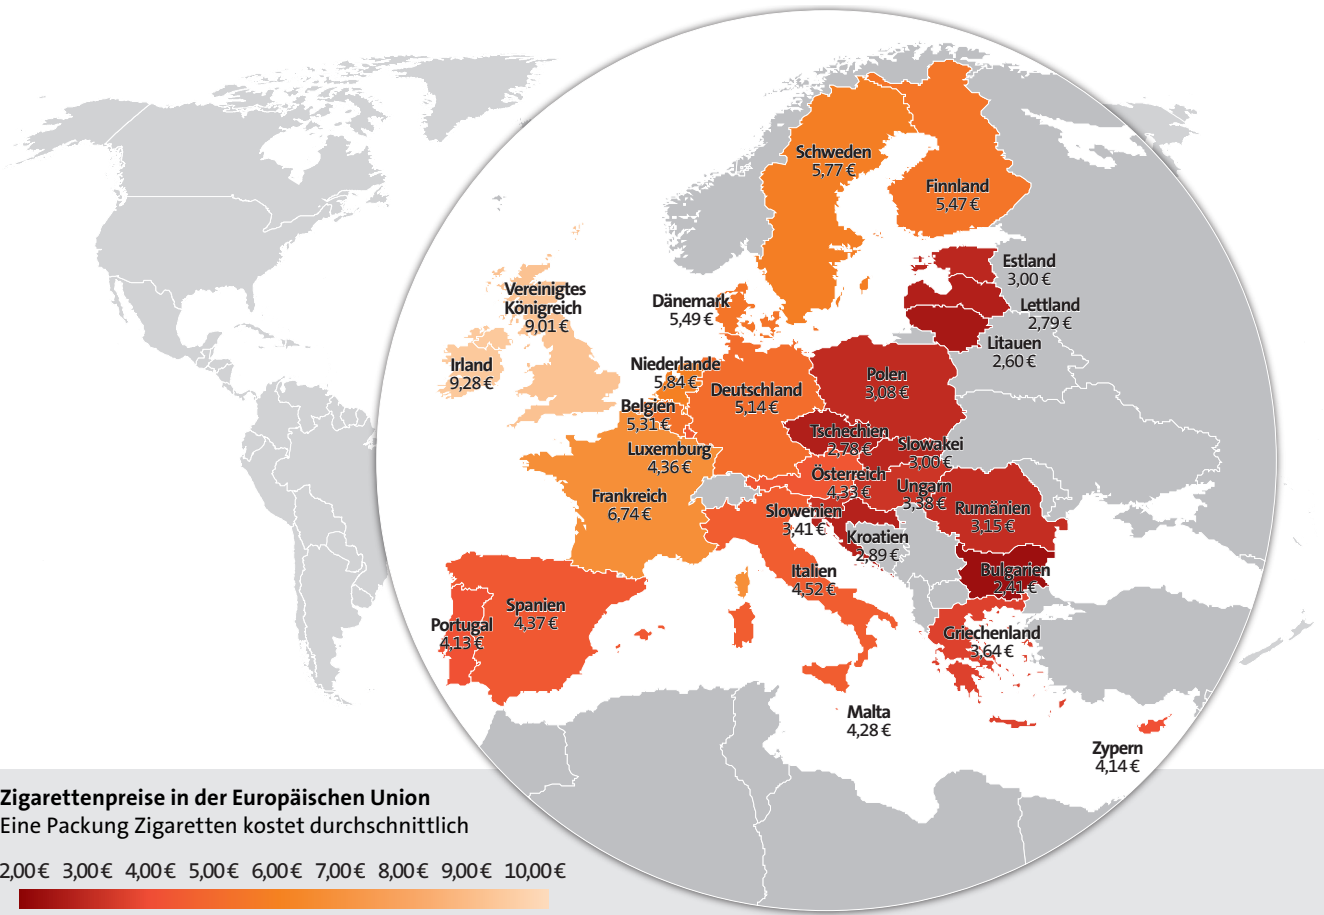 Schweden
5,77 €
Finnland
5,47 €
Estland
3,00 €
Vereinigtes
Königreich
9,01 €
Dänemark
5,49 €
Lettland
2,79 €
Litauen
2,60 €
Irland
9,28 €
Niederlande
5,84 €
Deutschland
5,14 €
Polen
3,08 €
Belgien
5,31 €
Tschechien
2,78 €
Slowakei
3,00 €
Luxemburg
4,36 €
Österreich
4,33 €
Ungarn
3,38 €
Frankreich
6,74 €
Slowenien
3,41 €
Rumänien
3,15 €
Kroatien
2,89 €
Italien
4,52 €
Bulgarien
2,41 €
Spanien
4,37 €
Portugal
4,13 €
Griechenland
3,64 €
Malta
4,28 €
Zypern
4,14 €
Zigarettenpreise in der Europäischen Union
Eine Packung Zigaretten kostet durchschnittlich
2,00 € 3,00 € 4,00 € 5,00 € 6,00 € 7,00 € 8,00 € 9,00 € 10,00 €